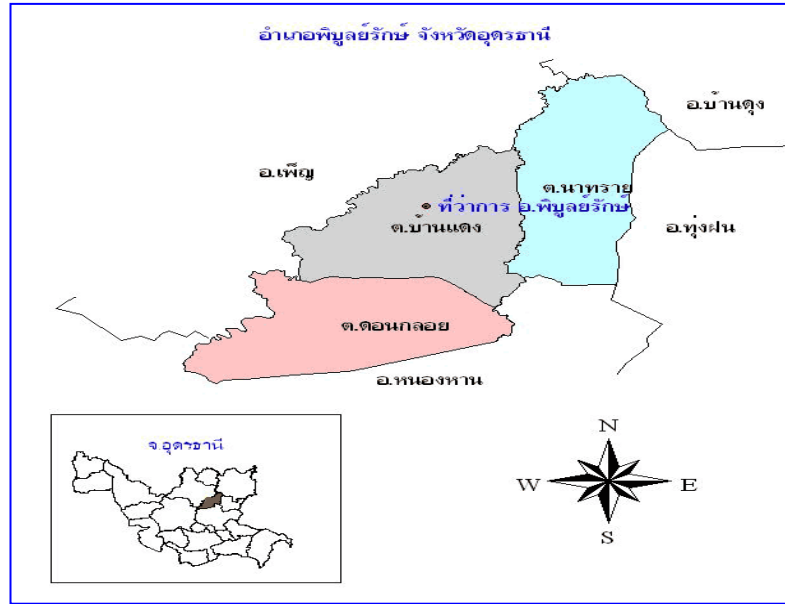 อำเภอพิบูลย์รักษ์ จังหวัดอุดรธานี
อ.บ้านดุง
อ.เพ็ญ
ต.นาทราย
ที่ว่าการ อ.พิบูลย์รักษ์
อ.ทุ่งฝน
ต.บ้านแดง
ต.ดอนกลอย
อ.หนองหาน
จ.อุดรธานี
N
W
E
S